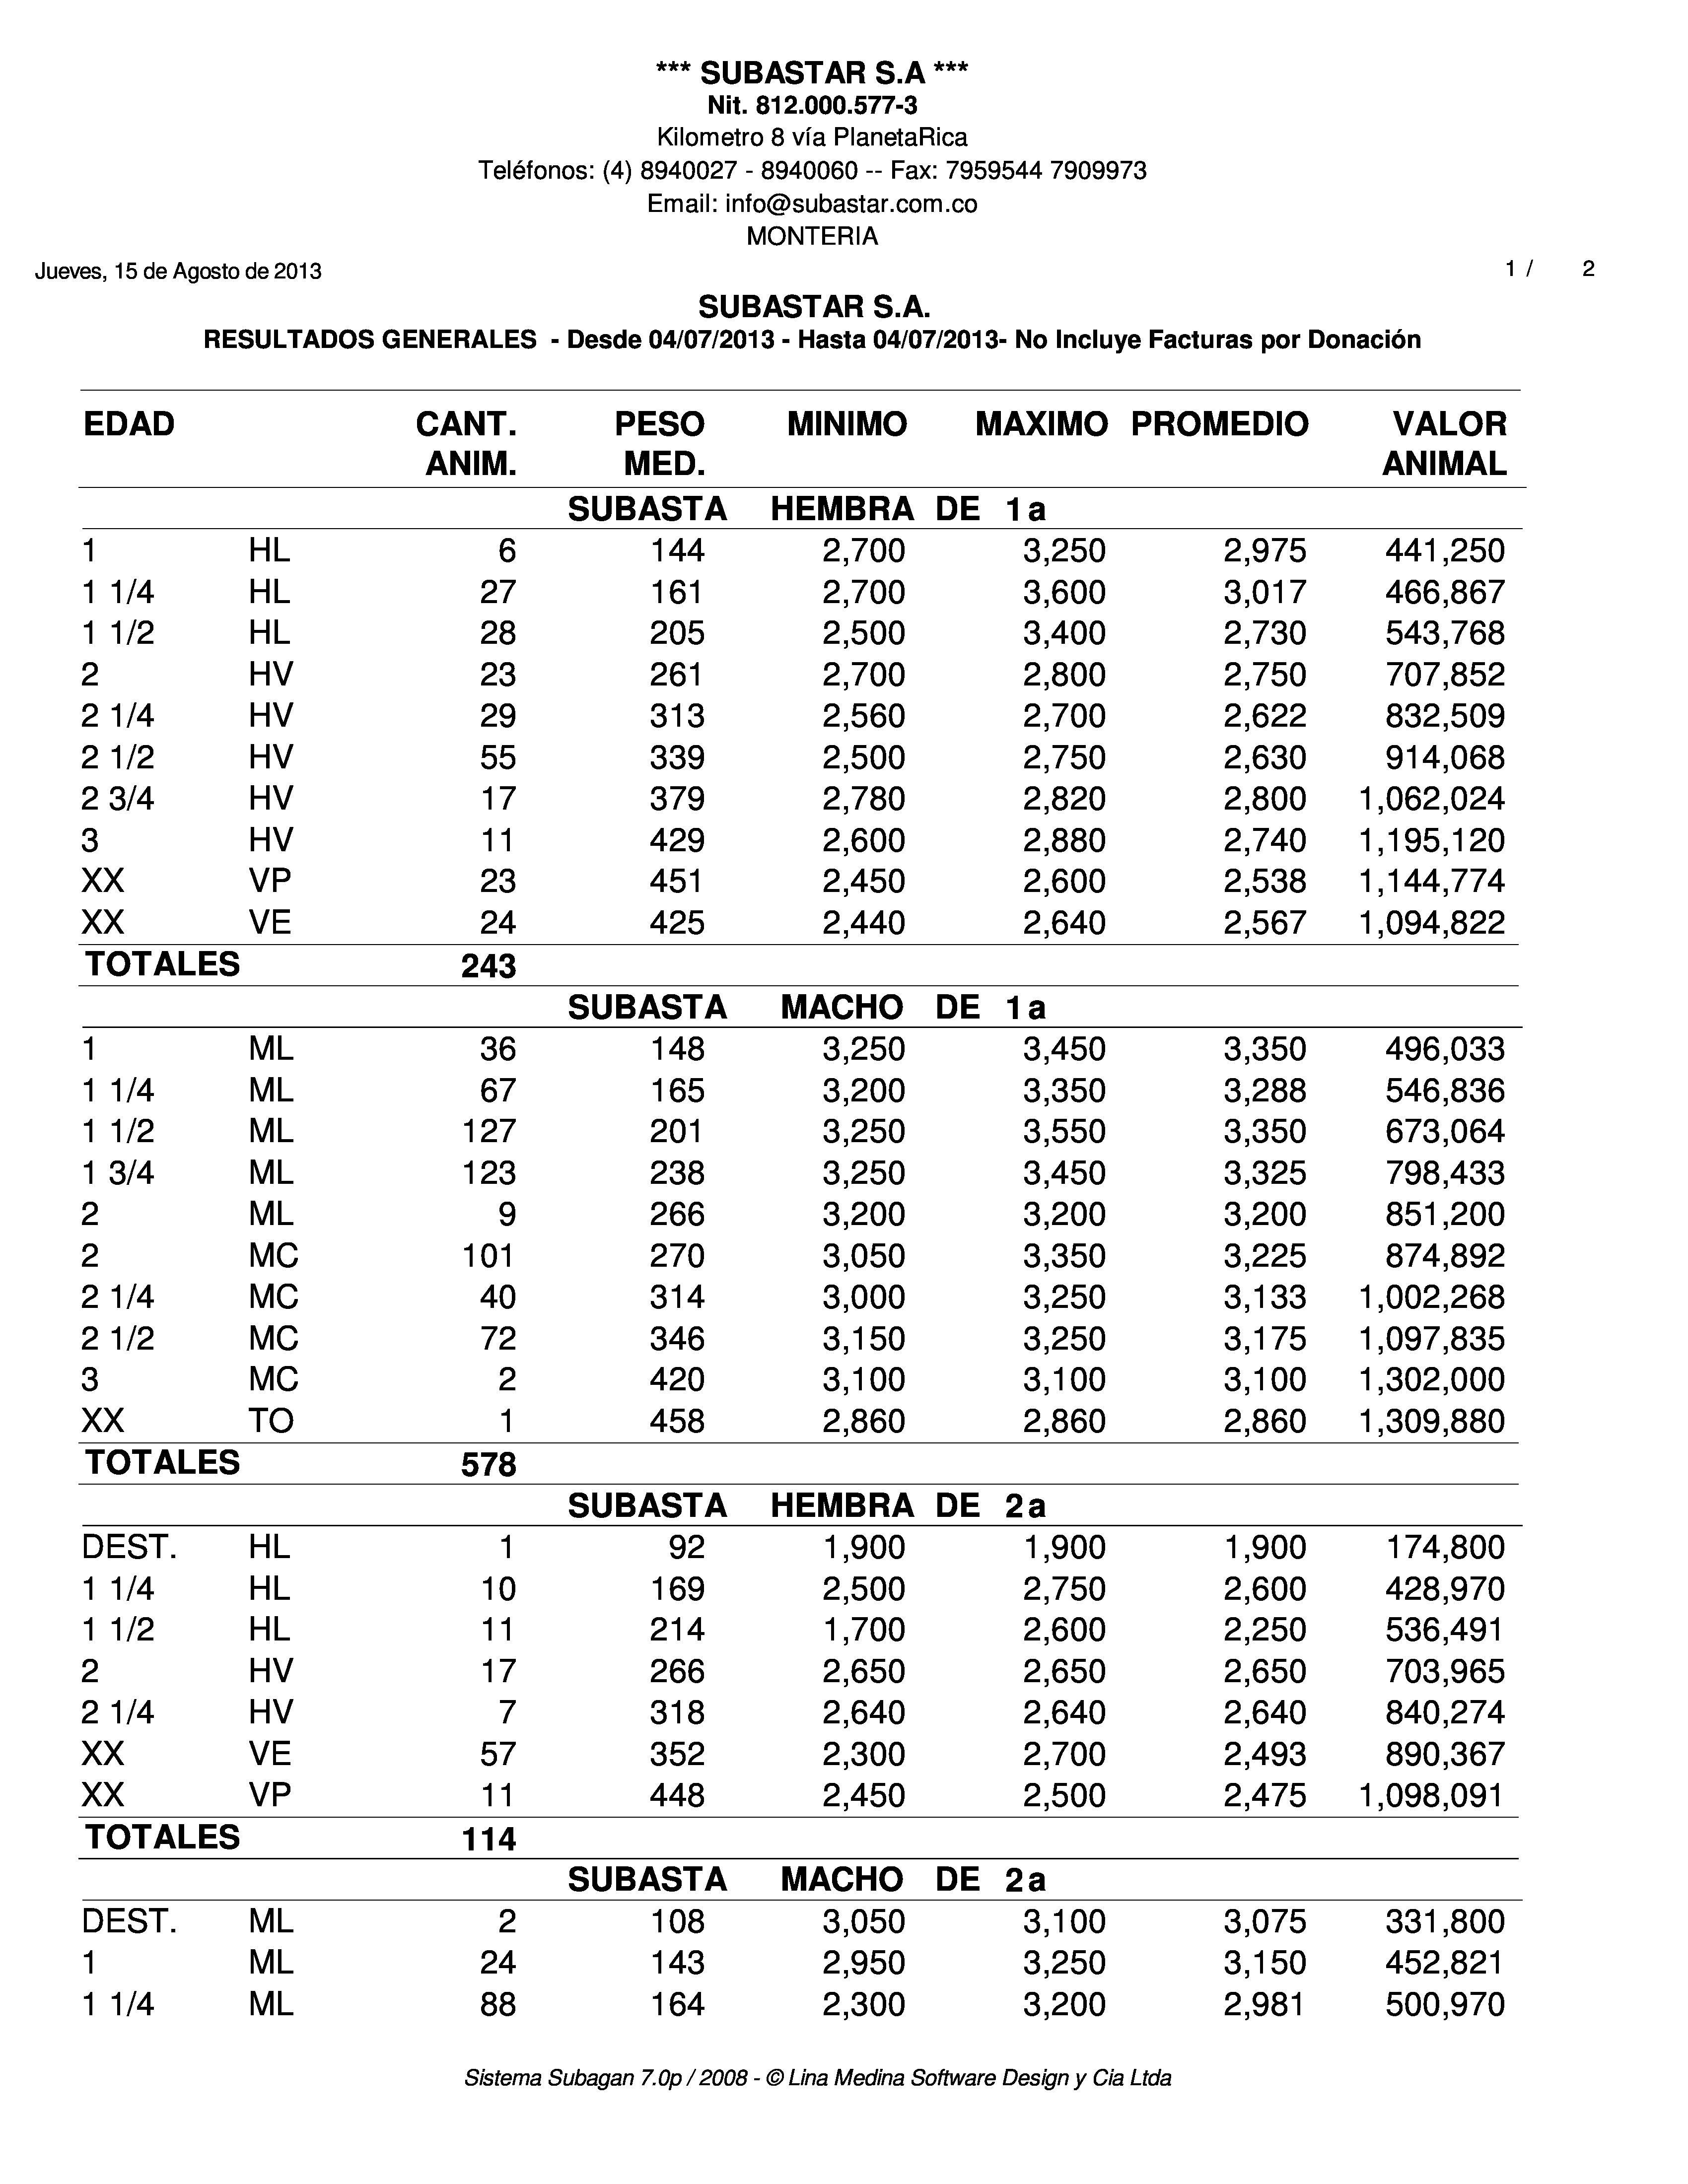 *** SUBASTAR S.A ***
Nit. 812.000.577-3
Kilometro 8 vía PlanetaRica
Teléfonos: (4) 8940027 - 8940060 -- Fax: 7959544 7909973
Email: info@subastar.com.co
MONTERIA
Jueves, 15 de Agosto de 2013 1 / 2
SUBASTAR S.A.
RESULTADOS GENERALES - Desde 04/07/2013 - Hasta 04/07/2013- No Incluye Facturas por Donación
EDAD CANT. PESO MINIMO MAXIMO PROMEDIO VALOR
ANIM. MED. ANIMAL
SUBASTA HEMBRA DE 1a
1 HL 6 144 2,700 3,250 2,975 441,250
1 1/4 HL 27 161 2,700 3,600 3,017 466,867
1 1/2 HL 28 205 2,500 3,400 2,730 543,768
2 HV 23 261 2,700 2,800 2,750 707,852
2 1/4 HV 29 313 2,560 2,700 2,622 832,509
2 1/2 HV 55 339 2,500 2,750 2,630 914,068
2 3/4 HV 17 379 2,780 2,820 2,800 1,062,024
3 HV 11 429 2,600 2,880 2,740 1,195,120
XX VP 23 451 2,450 2,600 2,538 1,144,774
XX VE 24 425 2,440 2,640 2,567 1,094,822
TOTALES 243
SUBASTA MACHO DE 1a
1 ML 36 148 3,250 3,450 3,350 496,033
1 1/4 ML 67 165 3,200 3,350 3,288 546,836
1 1/2 ML 127 201 3,250 3,550 3,350 673,064
1 3/4 ML 123 238 3,250 3,450 3,325 798,433
2 ML 9 266 3,200 3,200 3,200 851,200
2 MC 101 270 3,050 3,350 3,225 874,892
2 1/4 MC 40 314 3,000 3,250 3,133 1,002,268
2 1/2 MC 72 346 3,150 3,250 3,175 1,097,835
3 MC 2 420 3,100 3,100 3,100 1,302,000
XX TO 1 458 2,860 2,860 2,860 1,309,880
TOTALES 578
SUBASTA HEMBRA DE 2a
DEST. HL 1 92 1,900 1,900 1,900 174,800
1 1/4 HL 10 169 2,500 2,750 2,600 428,970
1 1/2 HL 11 214 1,700 2,600 2,250 536,491
2 HV 17 266 2,650 2,650 2,650 703,965
2 1/4 HV 7 318 2,640 2,640 2,640 840,274
XX VE 57 352 2,300 2,700 2,493 890,367
XX VP 11 448 2,450 2,500 2,475 1,098,091
TOTALES 114
SUBASTA MACHO DE 2a
DEST. ML 2 108 3,050 3,100 3,075 331,800
1 ML 24 143 2,950 3,250 3,150 452,821
1 1/4 ML 88 164 2,300 3,200 2,981 500,970
Sistema Subagan 7.0p / 2008 - © Lina Medina Software Design y Cia Ltda